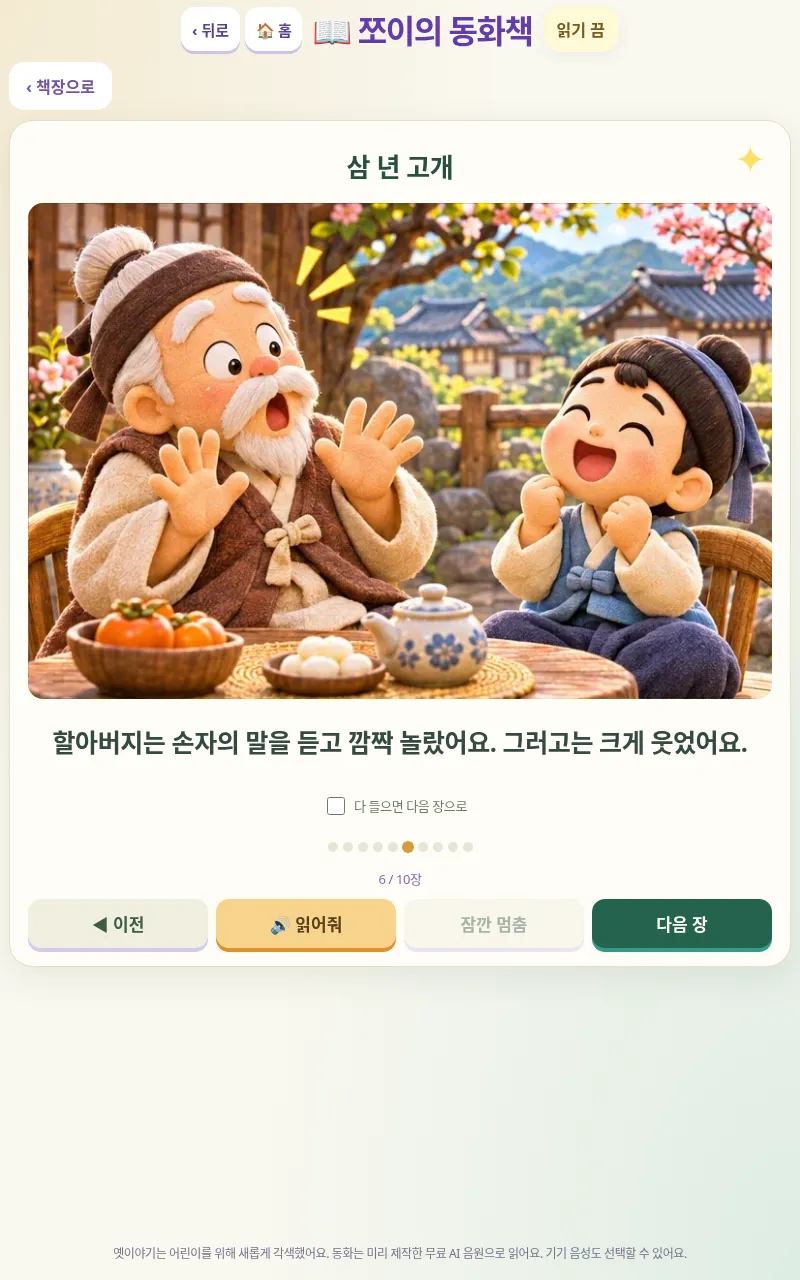 ‹ 뒤로
🏠 홈
📖 쪼이의 동화책
읽기 끝
‹ 책장으로
삼 년 고개
할아버지는 손자의 말을 듣고 깜짝 놀랐어요. 그러고는 크게 웃었어요.
다 들으면 다음 장으로
6 / 10장
◀ 이전
🔊 읽어줘
잠깐 멈춤
다음 장
옛이야기는 어린이를 위해 새롭게 각색했어요. 동화는 미리 제작한 무료 AI 음원으로 읽어요. 기기 음성도 선택할 수 있어요.